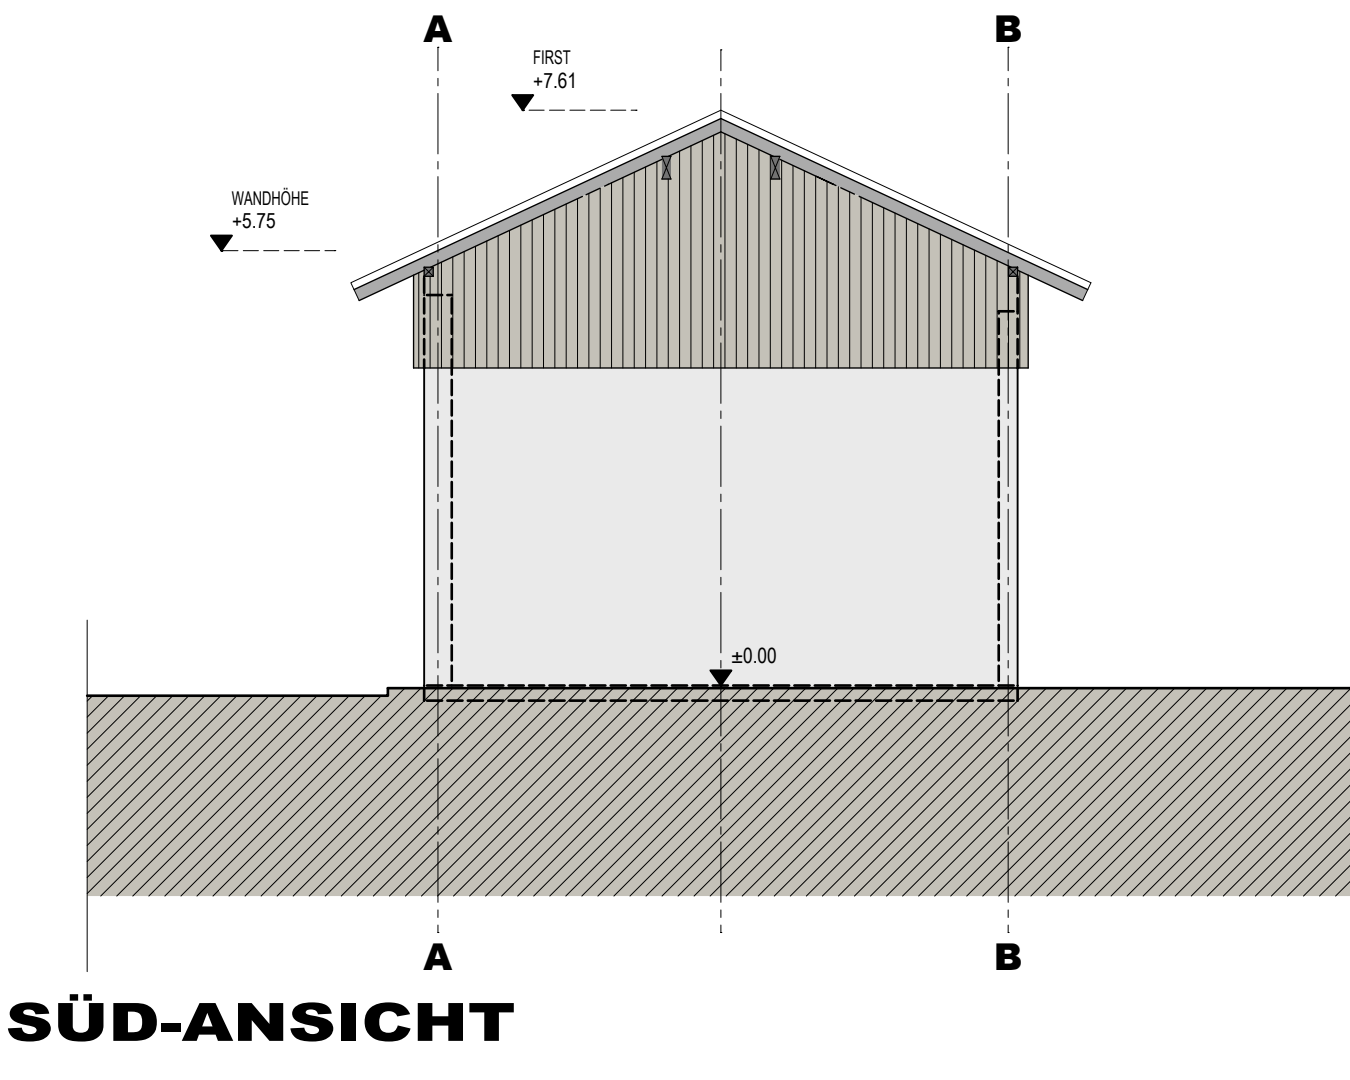 A
B
FIRST
+7.61
WANDHÖHE
+5.75
±0.00
A
B
SÜD-ANSICHT